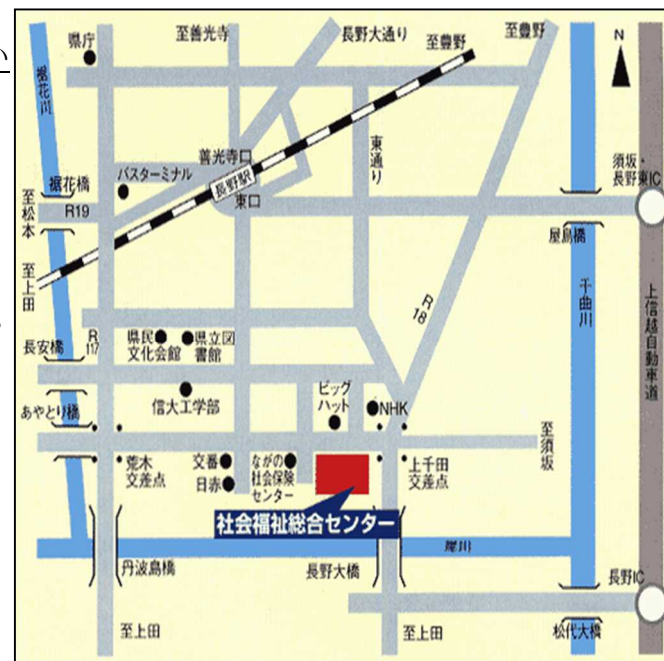 至善光寺
長野大通り
至豊野
至豊野
N
県庁
裾花川
善光寺口
東通り
須坂・
長野東IC
裾花橋
バスターミナル
長野駅
至松本
R19
東口
屋島橋
至上田
千曲川
上信越自動車道
R
18
R
117
県民
文化会館
県立図
書館
長安橋
ビッグ
ハット
あやとり橋
信大工学部
NHK
至須坂
荒木
交差点
交番
日赤
ながの
社会保険
センター
上千田
交差点
社会福祉総合センター
犀川
丹波島橋
長野大橋
長野IC
至上田
至上田
松代大橋